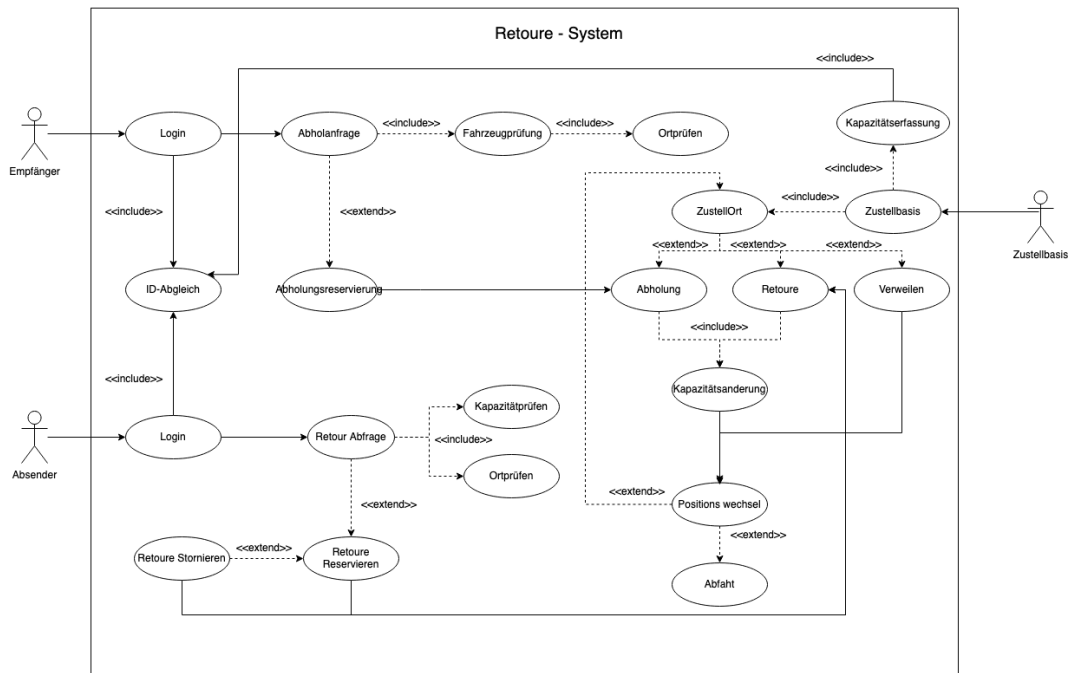 Retoure - System
<<include>>
Login
Abholanfrage
<<include>>
Fahrzeugprüfung
<<include>>
Ortprüfen
Kapazitätserfassung
Empfänger
<<include>>
<<include>>
<<extend>>
ZustellOrt
<<include>>
Zustellbasis
Zustellbasis
<<extend>>
<<extend>>
<<extend>>
ID-Abgleich
Abholungsreservierung
Abholung
Retoure
Verweilen
<<include>>
<<include>>
Kapazitätsanderung
Kapazitätprüfen
Login
Retour Abfrage
<<include>>
Absender
Ortprüfen
<<extend>>
<<extend>>
Positions wechsel
<<extend>>
Retoure Stornieren
<<extend>>
Retoure
Reservieren
Abfaht